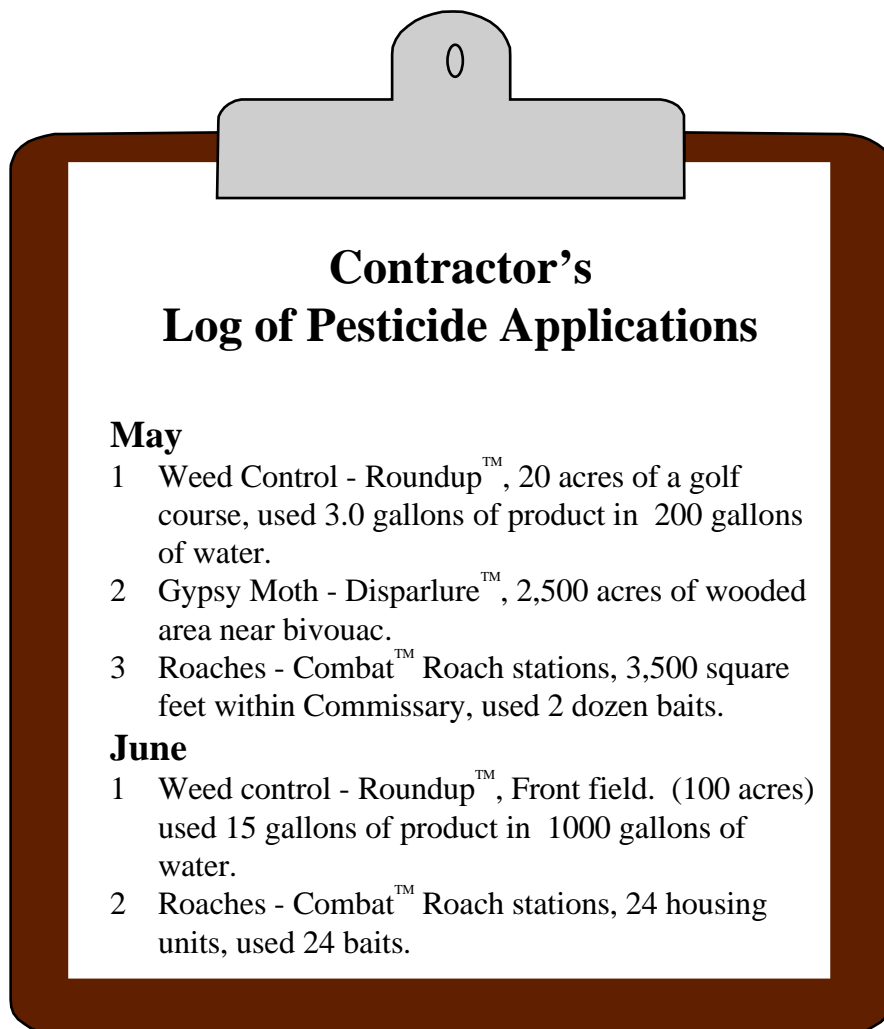 Contractor's
Log of Pesticide Applications
May
1 Weed Control - Roundup™, 20 acres of a golf
course, used 3.0 gallons of product in 200 gallons
of water.
2 Gypsy Moth - Disparlure™, 2,500 acres of wooded
area near bivouac.
3 Roaches - Combat™ Roach stations, 3,500 square
feet within Commissary, used 2 dozen baits.
June
1 Weed control - Roundup™, Front field. (100 acres)
used 15 gallons of product in 1000 gallons of
water.
2 Roaches - Combat™ Roach stations, 24 housing
units, used 24 baits.